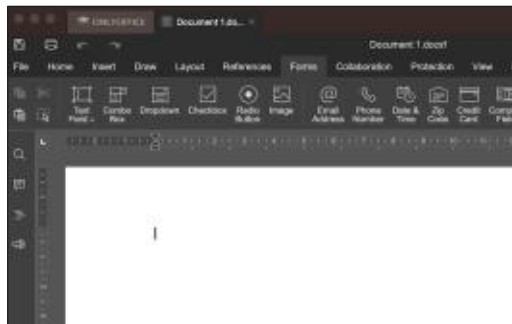 ONLYOFFICE Document 1.do... ×
Document 1.docxf
File Home Insert Draw Layout References Forms Collaboration Protection View
Text Field Combo Box Dropdown Checkbox Radio Button Image Email Address Phone Number Date & Time Zip Code Credit Card